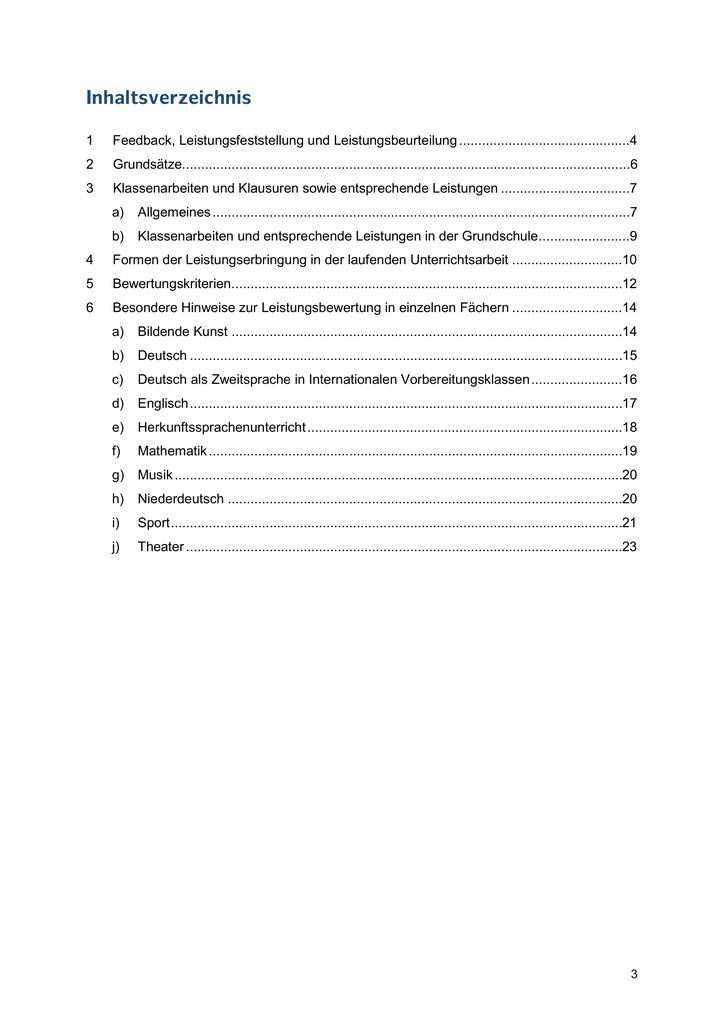 Inhaltsverzeichnis
1 Feedback, Leistungsfeststellung und Leistungsbeurteilung .............................................4
2 Grundsätze.....................................................................................................................6
3 Klassenarbeiten und Klausuren sowie entsprechende Leistungen ..................................7
a) Allgemeines .............................................................................................................7
b) Klassenarbeiten und entsprechende Leistungen in der Grundschule........................9
4 Formen der Leistungserbringung in der laufenden Unterrichtsarbeit .............................10
5 Bewertungskriterien......................................................................................................12
6 Besondere Hinweise zur Leistungsbewertung in einzelnen Fächern .............................14
a) Bildende Kunst ......................................................................................................14
b) Deutsch .................................................................................................................15
c) Deutsch als Zweitsprache in Internationalen Vorbereitungsklassen........................16
d) Englisch.................................................................................................................17
e) Herkunftssprachenunterricht ..................................................................................18
f) Mathematik ............................................................................................................19
g) Musik .....................................................................................................................20
h) Niederdeutsch .......................................................................................................20
i) Sport......................................................................................................................21
j) Theater ..................................................................................................................23
3